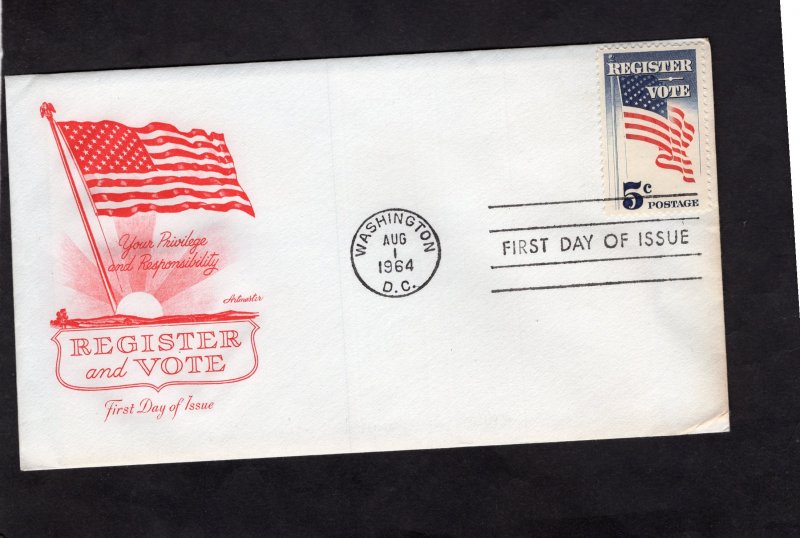 REGISTER
VOTE
5c POSTAGE
WASHINGTON
AUG
1
1964
D.C.
FIRST DAY OF ISSUE
Your Privilege
and Responsibility
Artmaster
REGISTER
and VOTE
First Day of Issue